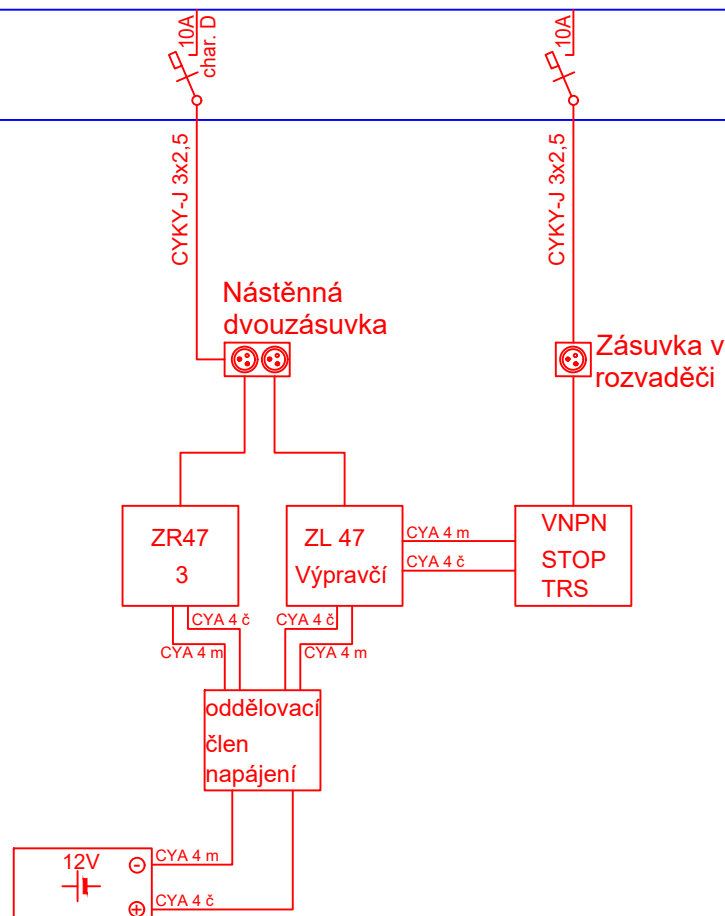 10A
char. D
10A
CYKY-J 3x2,5
CYKY-J 3x2,5
Nástěnná
dvouzásuvka
Zásuvka v
rozvaděči
ZR47
3
ZL 47
Výpravčí
CYA 4 m
CYA 4 č
VNPN
STOP
TRS
CYA 4 č
CYA 4 m
CYA 4 č
CYA 4 m
oddělovací
člen
napájení
12V
CYA 4 m
CYA 4 č